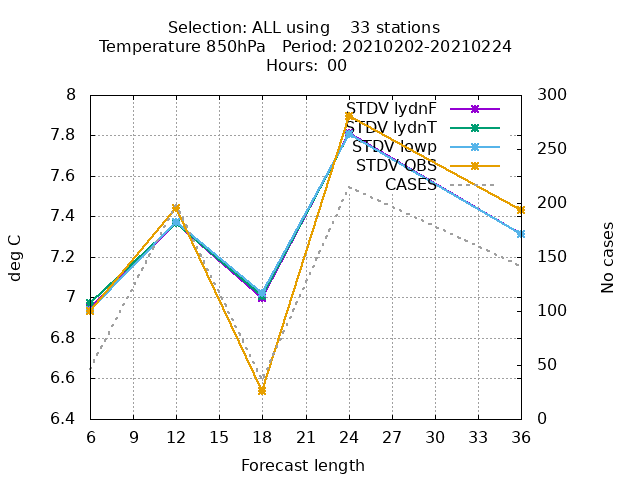 Selection: ALL using 33 stations
Temperature 850hPa Period: 20210202-20210224
Hours: 00
8
7.8
7.6
7.4
7.2
7
6.8
6.6
6.4
deg C
STDV lydnF
STDV lydnT
STDV lowp
STDV OBS
CASES
300
250
200
150
100
50
0
No cases
6 9 12 15 18 21 24 27 30 33 36
Forecast length